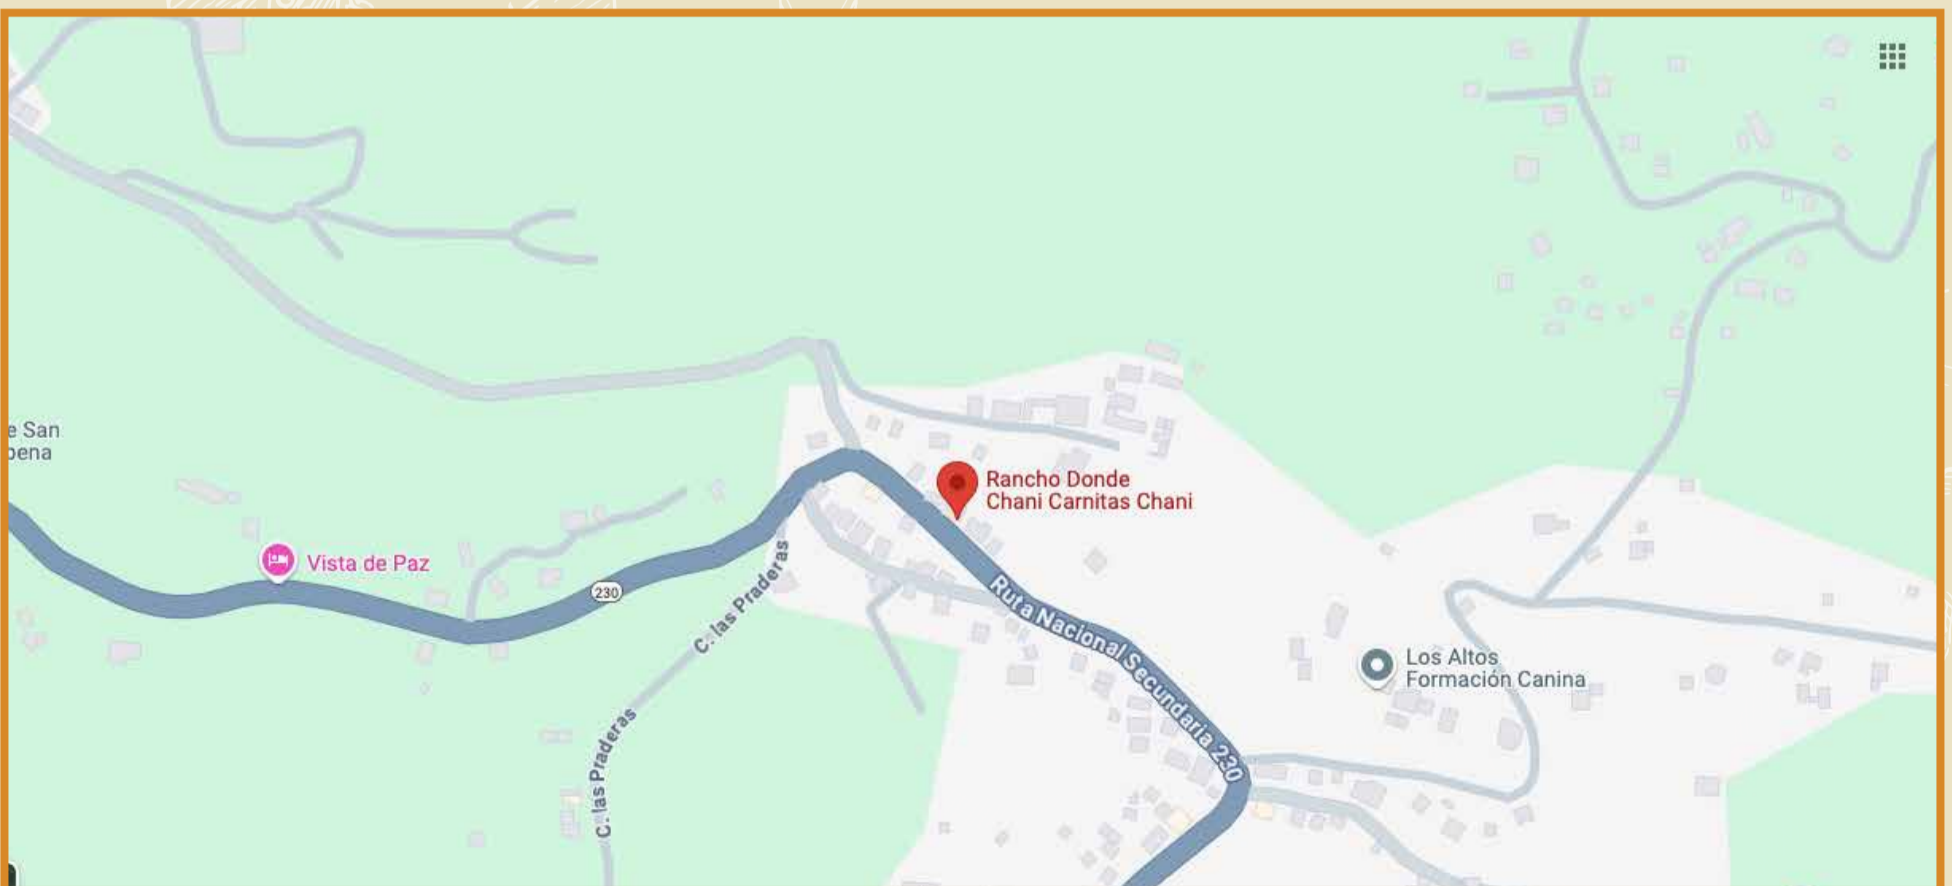 e San
Rancho Donde
Chani Carnitas Chani
Vista de Paz
230
C. las Praderas
Ruta Nacional Secundaria 230
Los Altos
Formación Canina
C. las Praderas